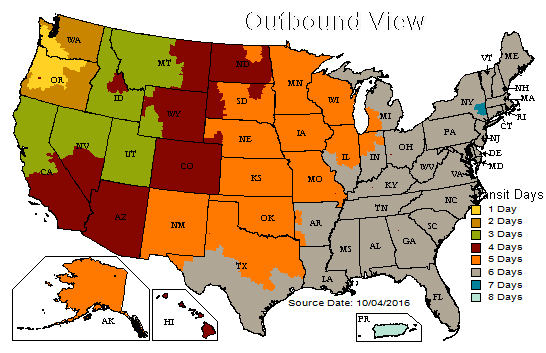 Outbound View
WA
OR
MT
ID
WY
ND
SD
MN
WI
MI
NE
IA
IL
IN
OH
PA
NY
VT
ME
NH
MA
RI
CT
NJ
DE
MD
CA
NV
UT
CO
KS
MO
KY
WV
VA
NC
TN
SC
AZ
NM
OK
AR
TX
LA
MS
AL
GA
FL
AK
HI
PR
nsit Days
1 Day
2 Days
3 Days
4 Days
5 Days
6 Days
7 Days
8 Days
Source Date: 10/04/2016